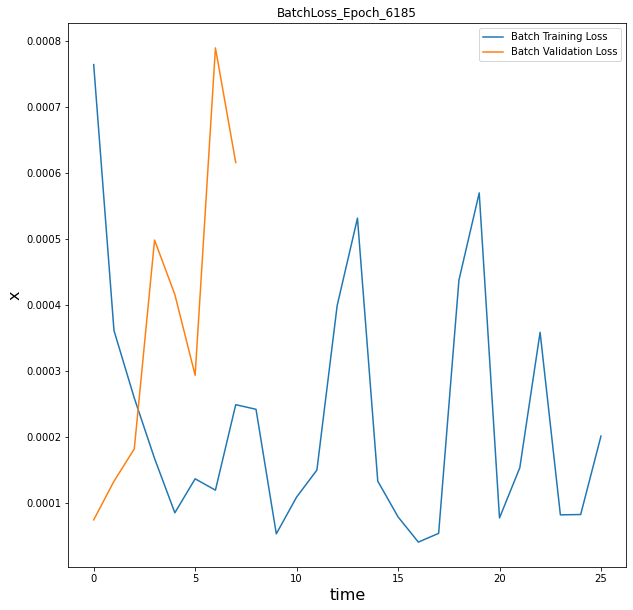 BatchLoss_Epoch_6185
Batch Training Loss
Batch Validation Loss
0.0008
0.0007
0.0006
0.0005
0.0004
0.0003
0.0002
0.0001
x
0 5 10 15 20 25
time